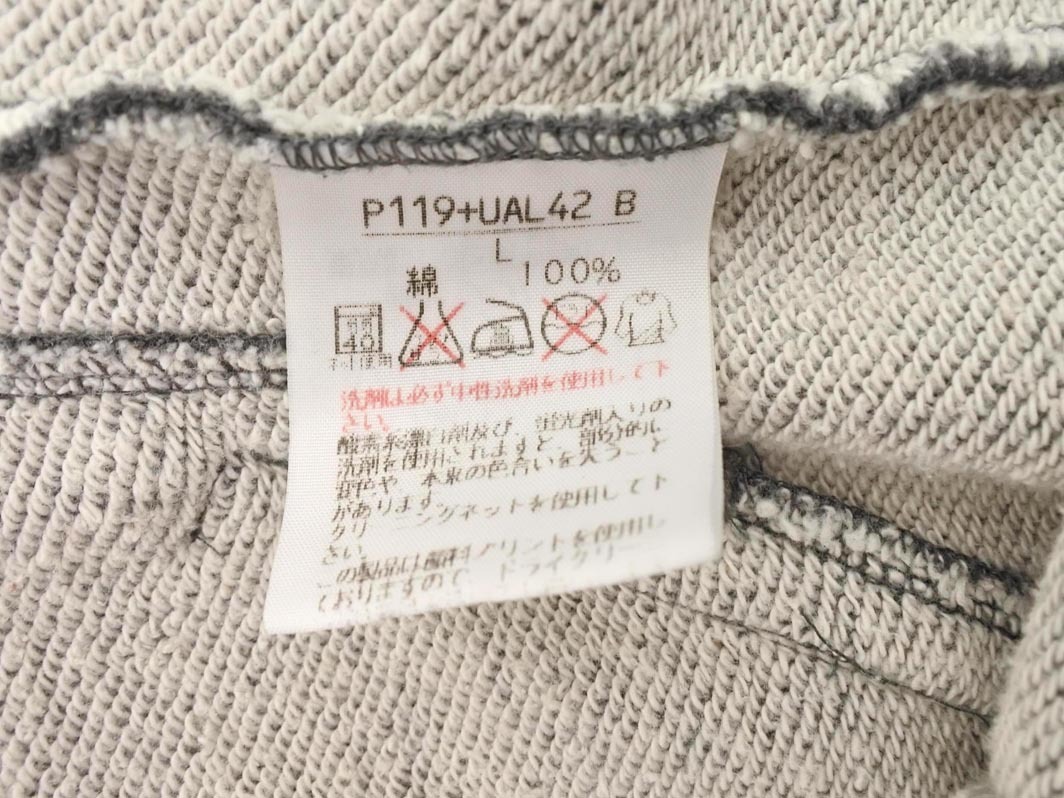 P119+UAL42 B
L
綿 100%
40
ネット使用
洗剤は必ず中性洗剤を使用して下
さい。
酸素系漂白剤及び、蛍光剤入りの
洗剤を使用されますと、部分的に
や、本来の色合いを失うこと
があります。
クリーニングネットを使用して下
さい。
この製品は顔料プリントを使用し
ておりますので、ドライクリー